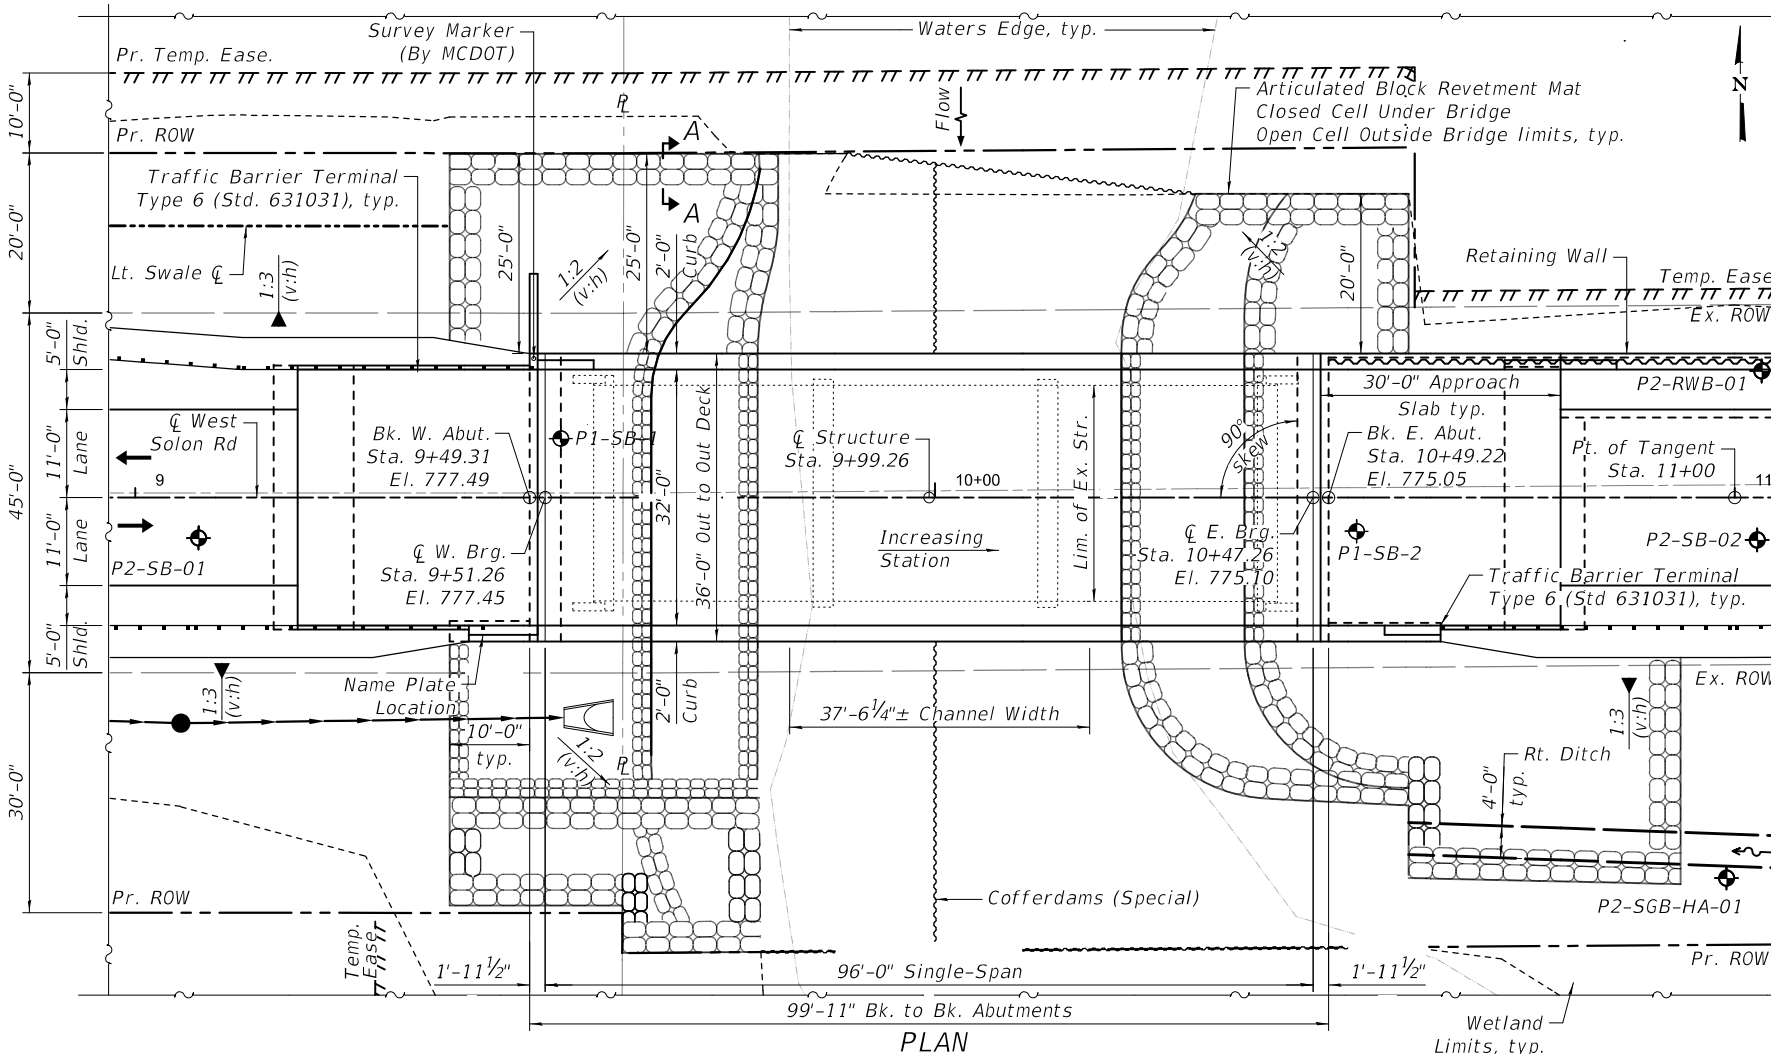 Survey Marker
(By MCDOT)
Waters Edge, typ.
Pr. Temp. Ease.
10'-0"
Pr. ROW
℄
A
Flow
Articulated Block Revetment Mat
Closed Cell Under Bridge
Open Cell Outside Bridge limits, typ.
N
Traffic Barrier Terminal
Type 6 (Std. 631031), typ.
A
20'-0"
25'-0"
25'-0"
2'-0"
Curb
Lt. Swale ℄
1:3
(v:h)
1:2
(v:h)
1:2
(v:h)
20'-0"
Retaining Wall
Temp. Ease
Ex. ROW
5'-0"
Shld.
30'-0" Approach
Slab typ.
P2-RWB-01
℄ West
Solon Rd
Bk. W. Abut.
Sta. 9+49.31
El. 777.49
P1-SB-1
36'-0" Out to Out Deck
32'-0"
℄ Structure
Sta. 9+99.26
Lim. of Ex. Str.
90°
skew
Bk. E. Abut.
Sta. 10+49.22
El. 775.05
Pt. of Tangent
Sta. 11+00
45'-0"
11'-0"
Lane
9
10+00
11
11'-0"
Lane
P2-SB-01
℄ W. Brg.
Sta. 9+51.26
El. 777.45
Increasing
Station
℄ E. Brg.
Sta. 10+47.26
El. 775.10
P1-SB-2
P2-SB-02
Traffic Barrier Terminal
Type 6 (Std 631031), typ.
5'-0"
Shld.
1:3
(v:h)
Name Plate
Location
2'-0"
Curb
37'-6¼"± Channel Width
1:3
(v:h)
Ex. ROW
10'-0"
typ.
1:2
(v:h)
Rt. Ditch
4'-0"
typ.
30'-0"
Pr. ROW
Cofferdams (Special)
P2-SGB-HA-01
Temp.
Ease.
1'-11½"
96'-0" Single-Span
1'-11½"
Pr. ROW
99'-11" Bk. to Bk. Abutments
PLAN
Wetland
Limits, typ.